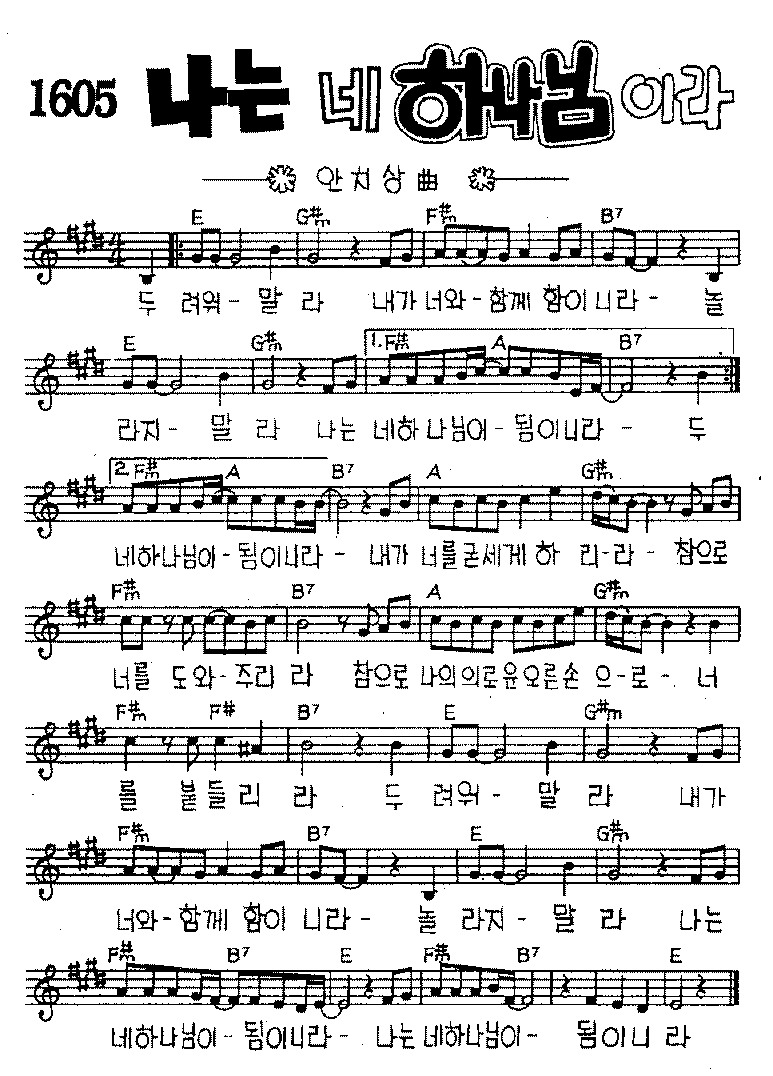 1605 나는 네 하나님 이라
안 치 상 曲
E G#m F#m B7
두 려워 - 말 라 내가 너와 - 함께 함이 니라 - 놀
E G#m 1. F#m A B7
라지 - 말 라 나는 네하 나님이 - 됨이니라 - 두
2. F#m A B7 A G#m
네하나님이 - 됨이니라 - 내가 너를굳세게 하 리-라 - 참으로
F#m B7 A G#m
너를 도와-주리 라 참으로 나의의로운오른손 으-로 - 너
F#m F# B7 E G#m
를 붙들리 라 두 려워 - 말 라 내가
F#m B7 E G#m
너와-함께 함이 니라 - 놀 라지 - 말 라 나는
F#m B7 E F#m B7 E
네하나님이 - 됨이니라 - 나는 네하나님이 - 됨이니 라